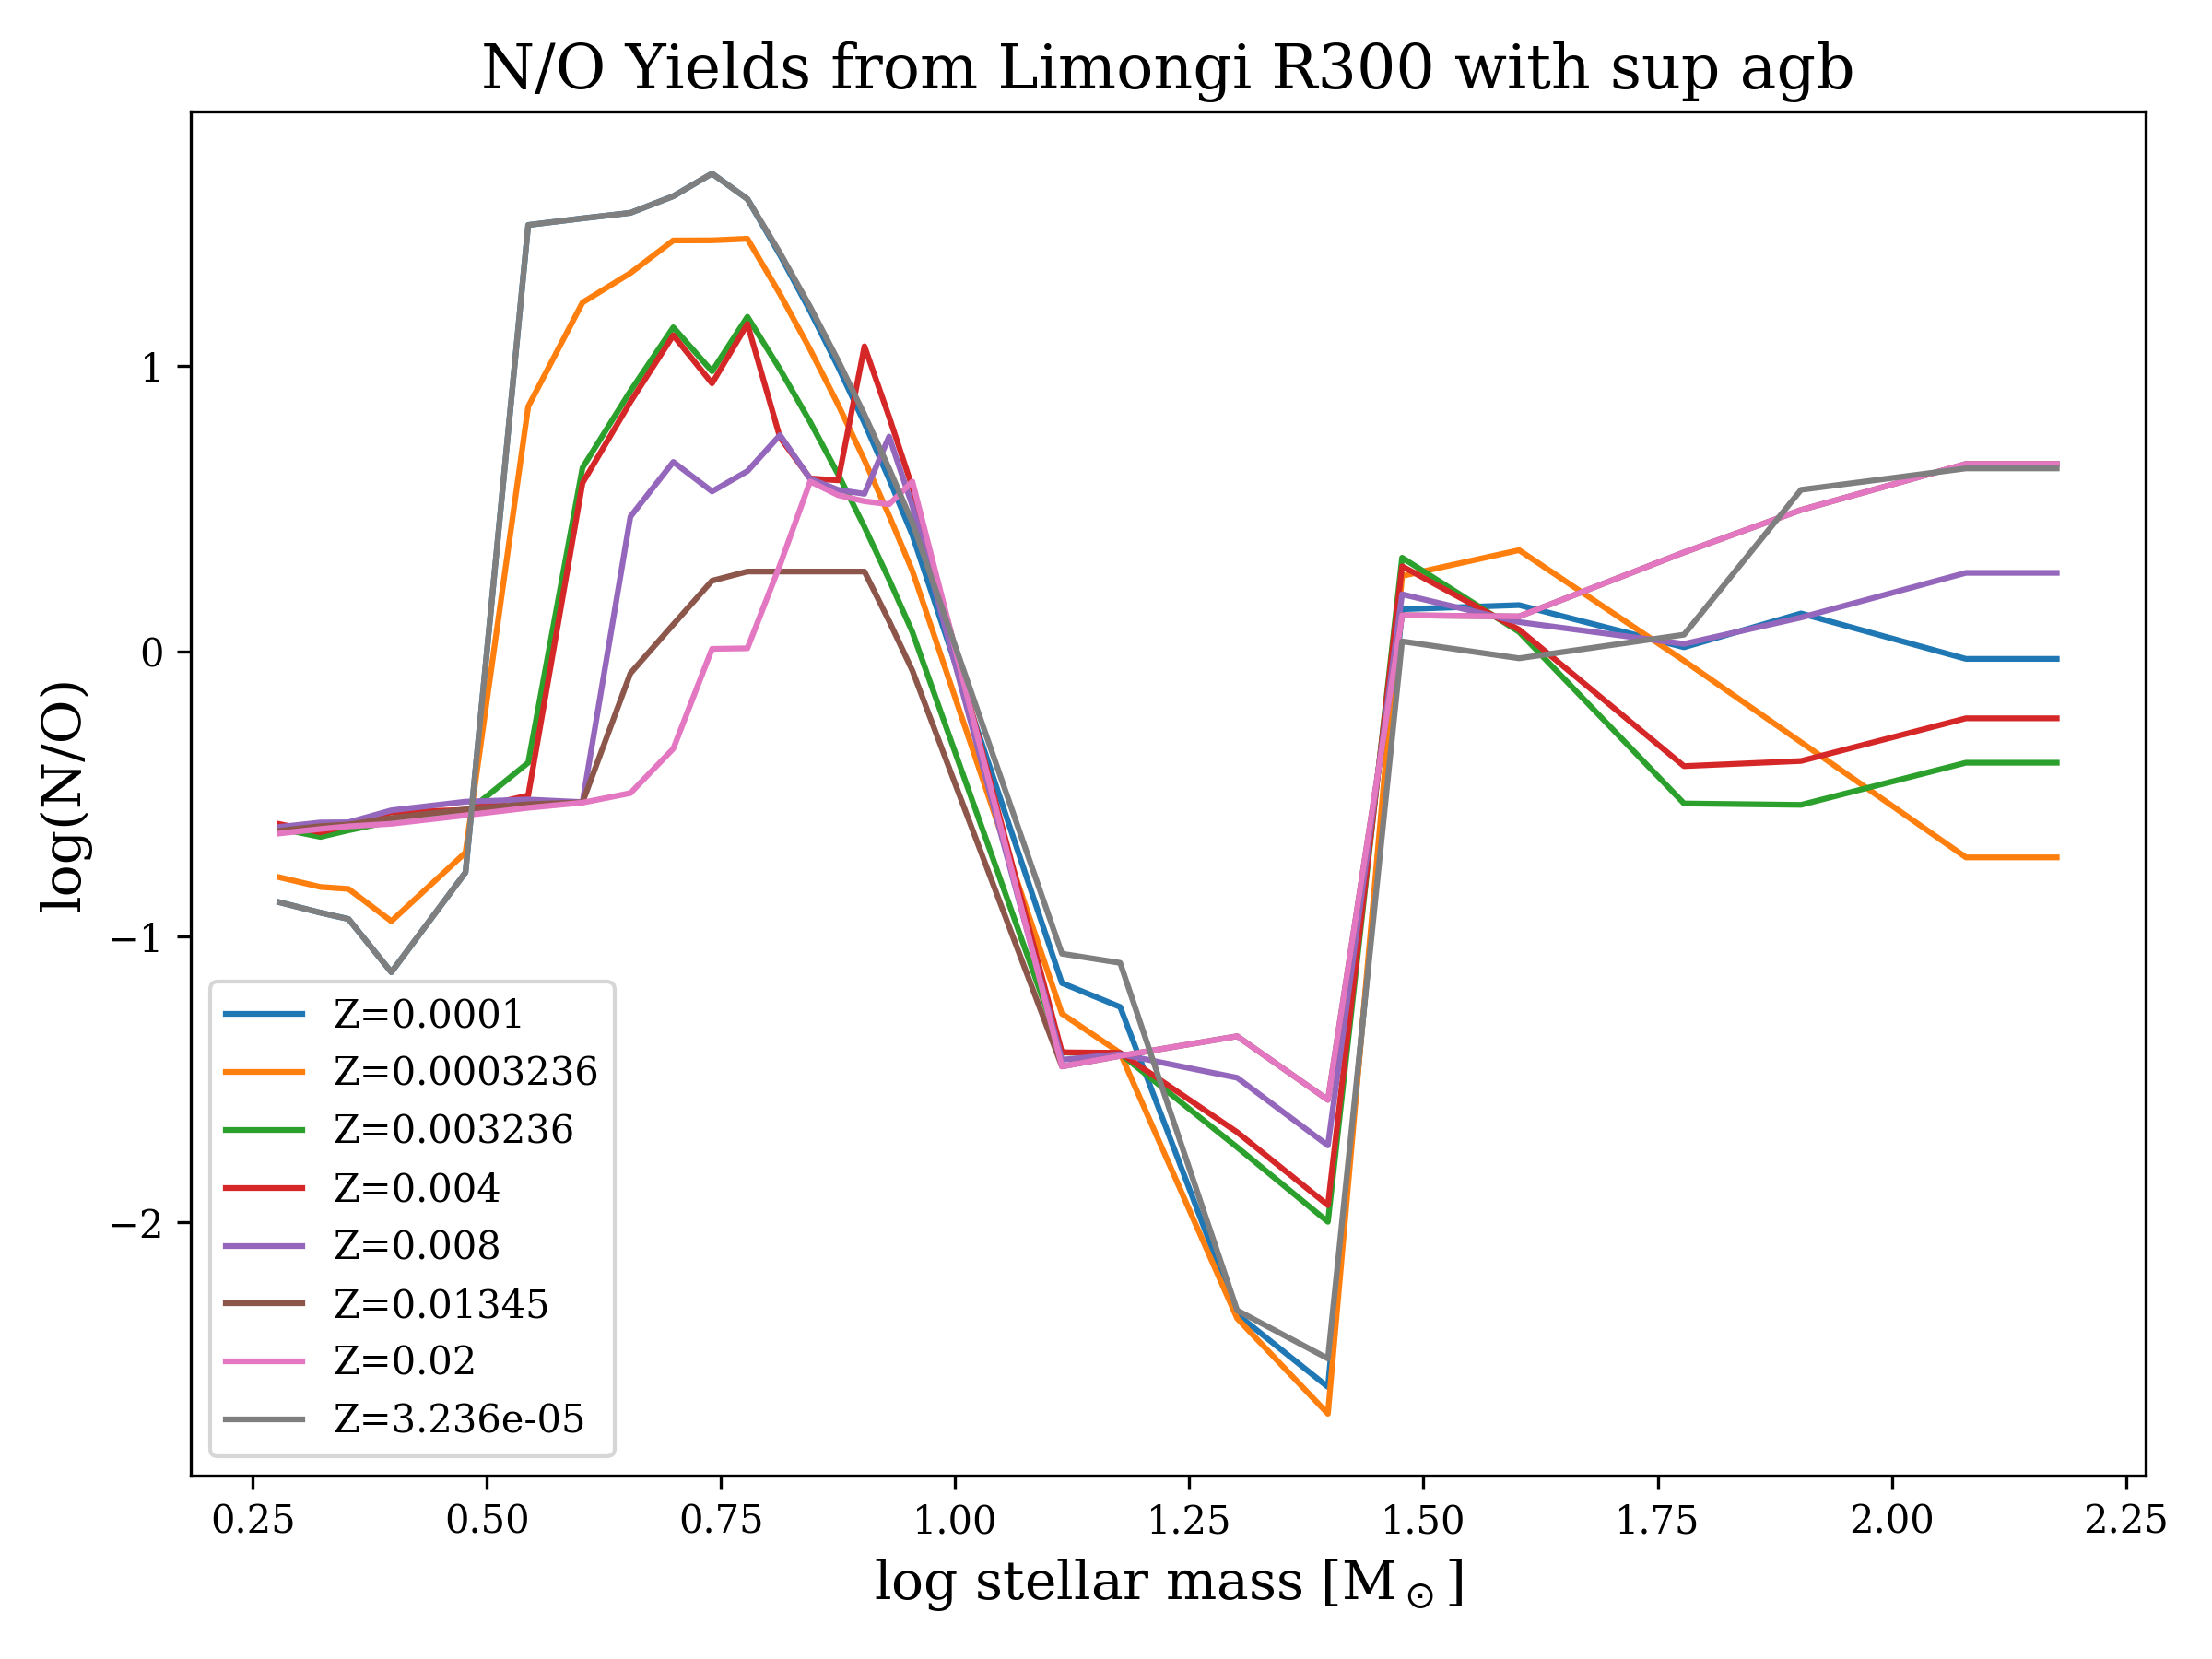 N/O Yields from Limongi R300 with sup agb
log(N/O)
1
0
−1
−2
Z=0.0001
Z=0.0003236
Z=0.003236
Z=0.004
Z=0.008
Z=0.01345
Z=0.02
Z=3.236e-05
0.25 0.50 0.75 1.00 1.25 1.50 1.75 2.00 2.25
log stellar mass [M⊙]